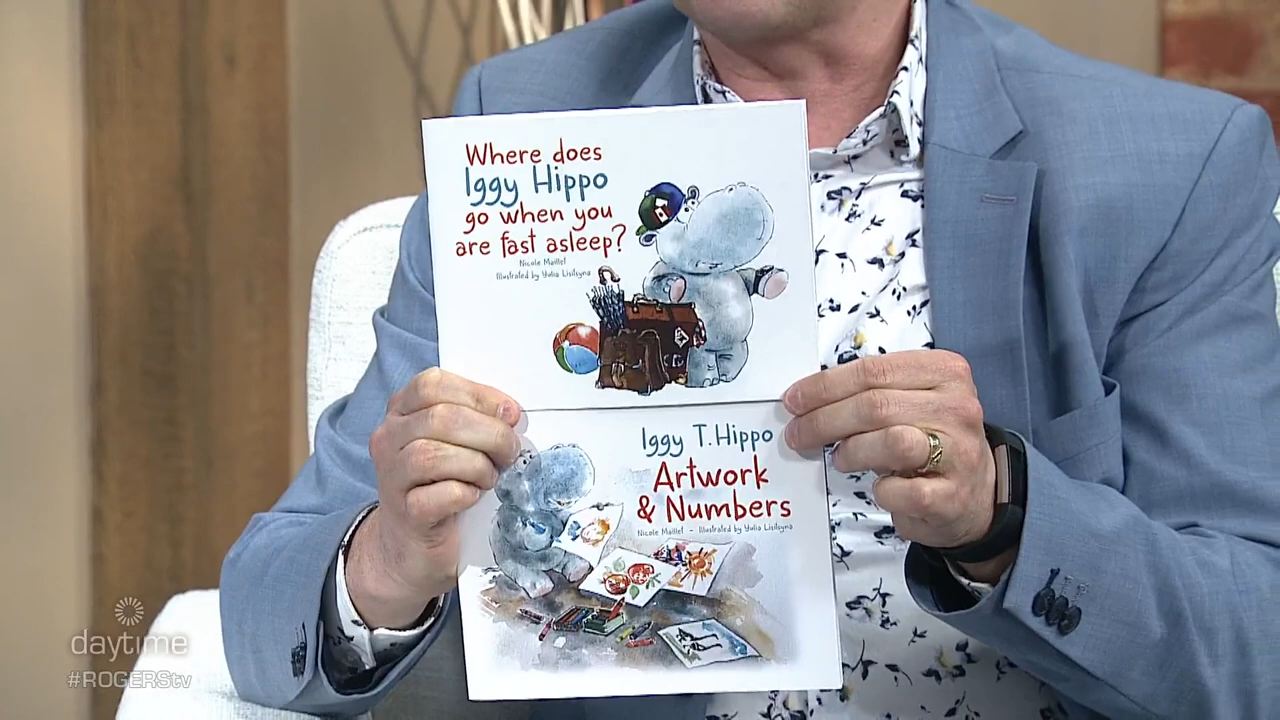 Where does
Iggy Hippo
go when you
are fast asleep?
Nicole Maillet
Illustrated by Yulia Lisitsyna
Iggy T. Hippo
Artwork
& Numbers
Nicole Maillet - Illustrated by Yulia Lisitsyna
daytime
#ROGERStv